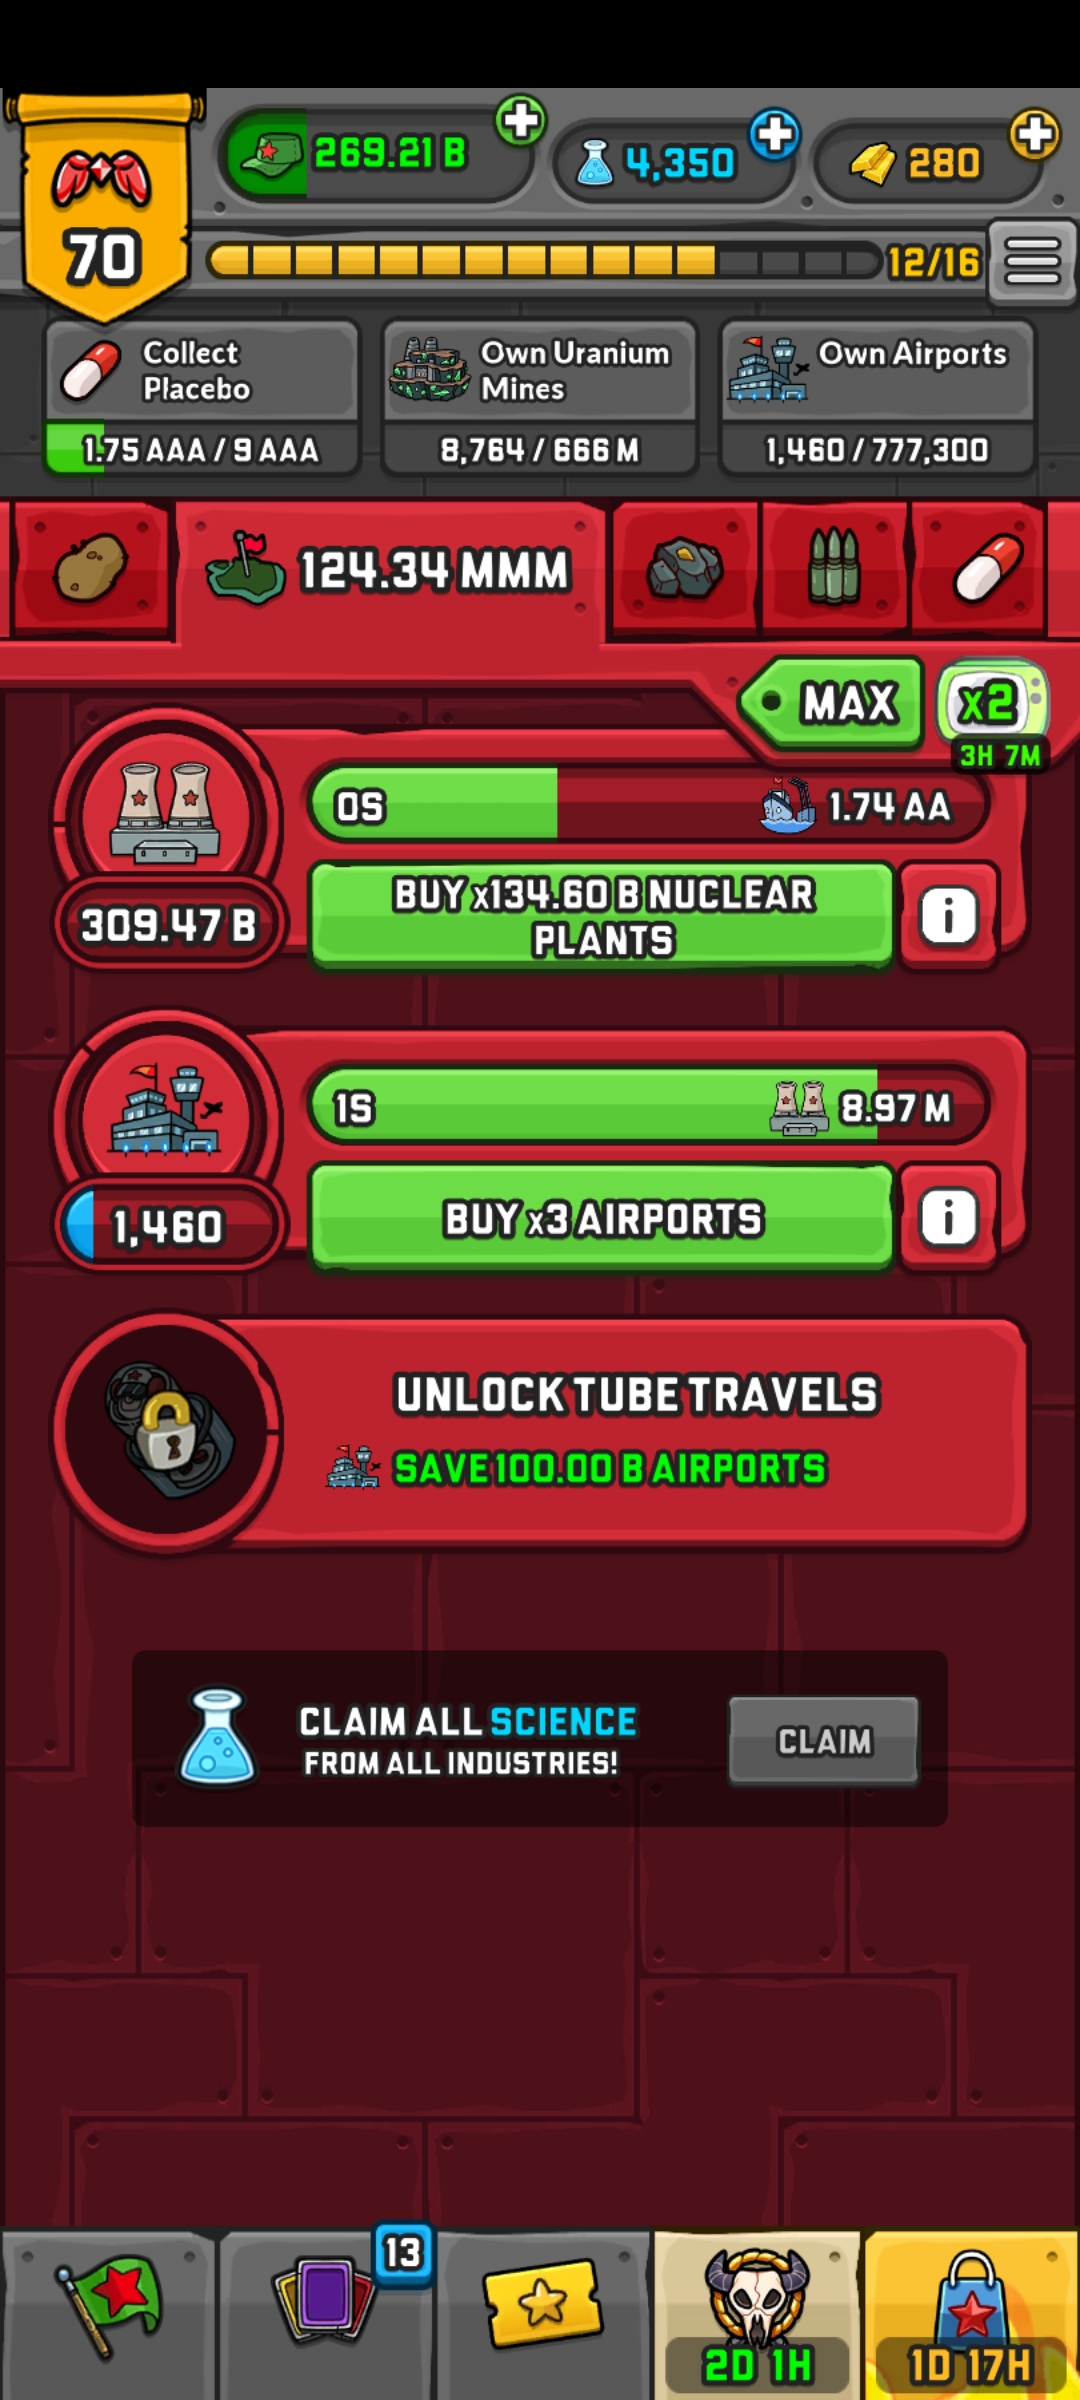 70
269.21 B
4,350
280
12/16
Collect
Placebo
1.75 AAA / 9 AAA
Own Uranium
Mines
8,764 / 666 M
Own Airports
1,460 / 777,300
124.34 MMM
MAX
x2
3H 7M
0S
1.74 AA
309.47 B
BUY x134.60 B NUCLEAR
PLANTS
i
1S
8.97 M
1,460
BUY x3 AIRPORTS
i
UNLOCK TUBE TRAVELS
SAVE 100.00 B AIRPORTS
CLAIM ALL SCIENCE
FROM ALL INDUSTRIES!
CLAIM
13
2D 1H
1D 17H